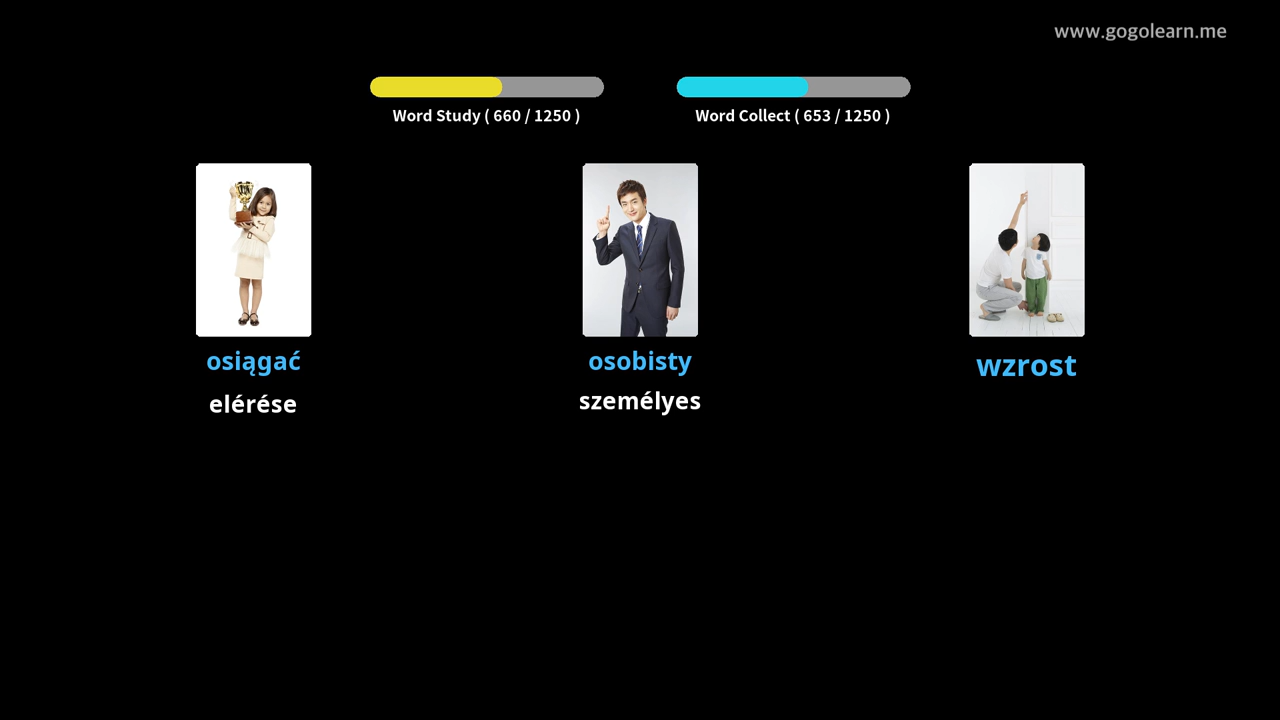 www.gogolearn.me
Word Study ( 660 / 1250 )
Word Collect ( 653 / 1250 )
osiągać
elérése
osobisty
személyes
wzrost